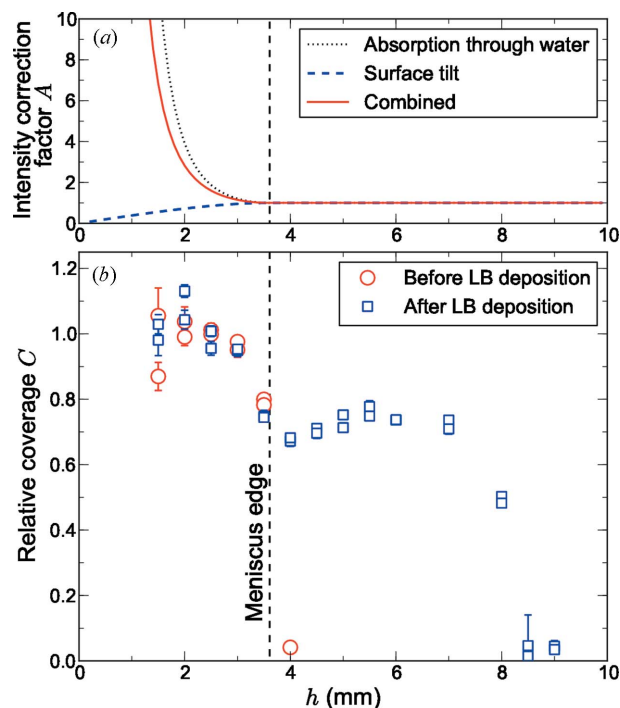 (a)
Absorption through water
Surface tilt
Combined
Intensity correction
factor A
10
8
6
4
2
0
0 2 4 6 8 10
(b)
Before LB deposition
After LB deposition
Relative coverage C
1.2
1.0
0.8
0.6
0.4
0.2
0.0
Meniscus edge
0 2 4 6 8 10
h (mm)